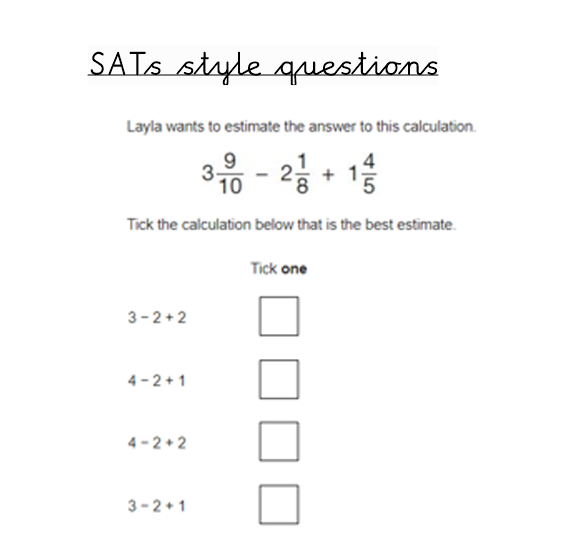 SATs style questions
Layla wants to estimate the answer to this calculation.
3 9/10 − 2 1/8 + 1 4/5
Tick the calculation below that is the best estimate.
Tick one
3 − 2 + 2
4 − 2 + 1
4 − 2 + 2
3 − 2 + 1